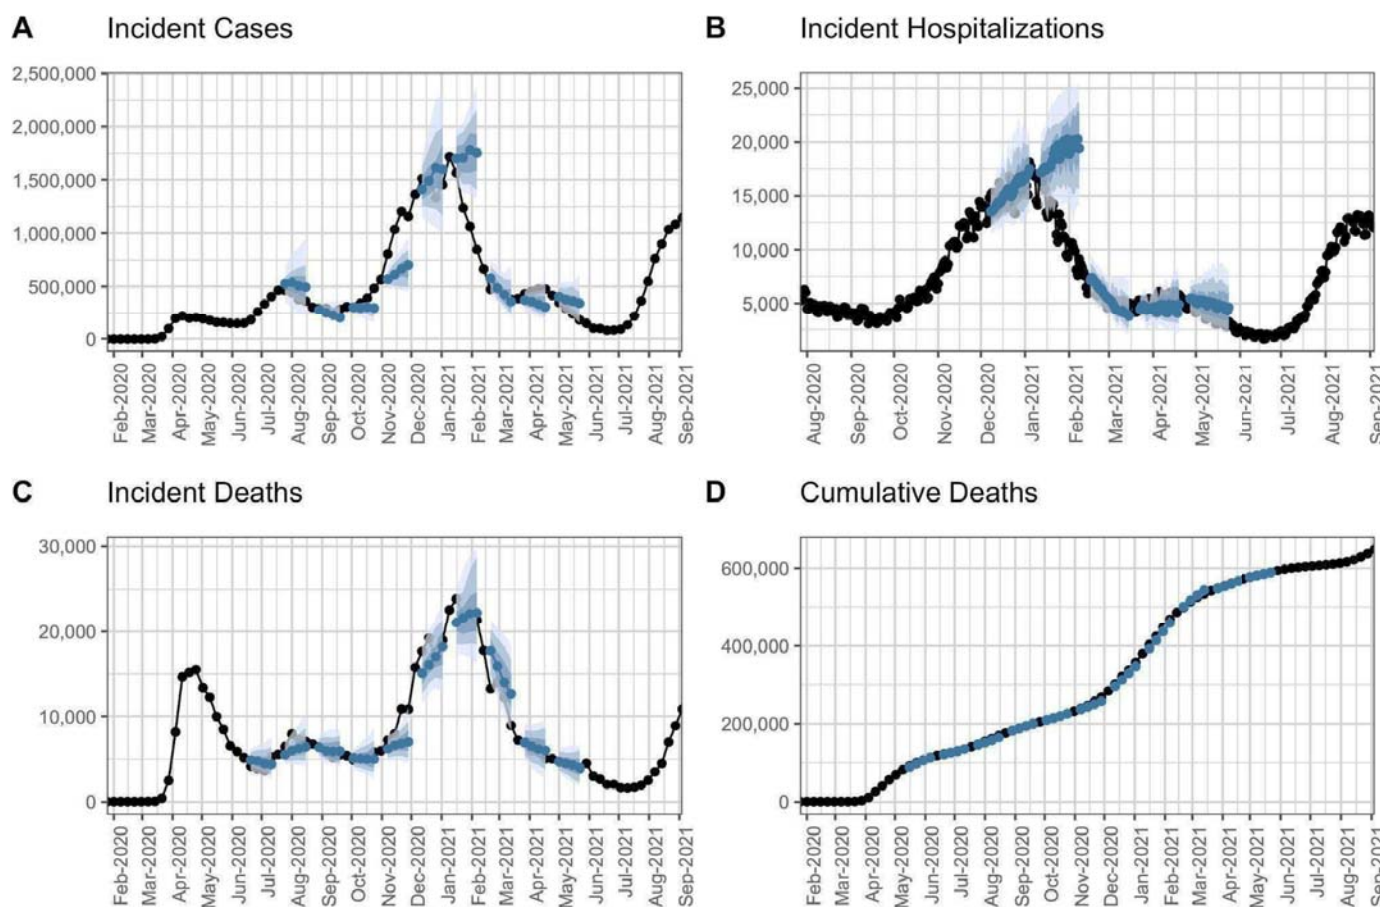 A Incident Cases
2,500,000
2,000,000
1,500,000
1,000,000
500,000
0
Feb-2020
Mar-2020
Apr-2020
May-2020
Jun-2020
Jul-2020
Aug-2020
Sep-2020
Oct-2020
Nov-2020
Dec-2020
Jan-2021
Feb-2021
Mar-2021
Apr-2021
May-2021
Jun-2021
Jul-2021
Aug-2021
Sep-2021
B Incident Hospitalizations
25,000
20,000
15,000
10,000
5,000
Aug-2020
Sep-2020
Oct-2020
Nov-2020
Dec-2020
Jan-2021
Feb-2021
Mar-2021
Apr-2021
May-2021
Jun-2021
Jul-2021
Aug-2021
Sep-2021
C Incident Deaths
30,000
20,000
10,000
0
Feb-2020
Mar-2020
Apr-2020
May-2020
Jun-2020
Jul-2020
Aug-2020
Sep-2020
Oct-2020
Nov-2020
Dec-2020
Jan-2021
Feb-2021
Mar-2021
Apr-2021
May-2021
Jun-2021
Jul-2021
Aug-2021
Sep-2021
D Cumulative Deaths
600,000
400,000
200,000
0
Feb-2020
Mar-2020
Apr-2020
May-2020
Jun-2020
Jul-2020
Aug-2020
Sep-2020
Oct-2020
Nov-2020
Dec-2020
Jan-2021
Feb-2021
Mar-2021
Apr-2021
May-2021
Jun-2021
Jul-2021
Aug-2021
Sep-2021